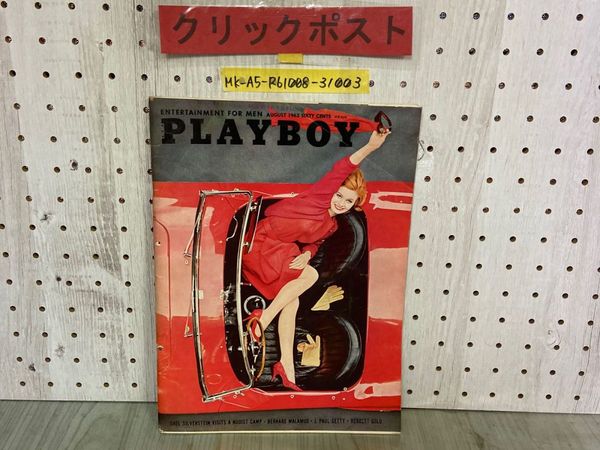 クリックポスト
MK-A5-R61008-31003
ENTERTAINMENT FOR MEN AUGUST 1963 SIXTY CENTS
PLAYBOY
SHEL SILVERSTEIN VISITS A NUDIST CAMP · BERNARD MALAMUD · J. PAUL GETTY · HERBERT GOLD